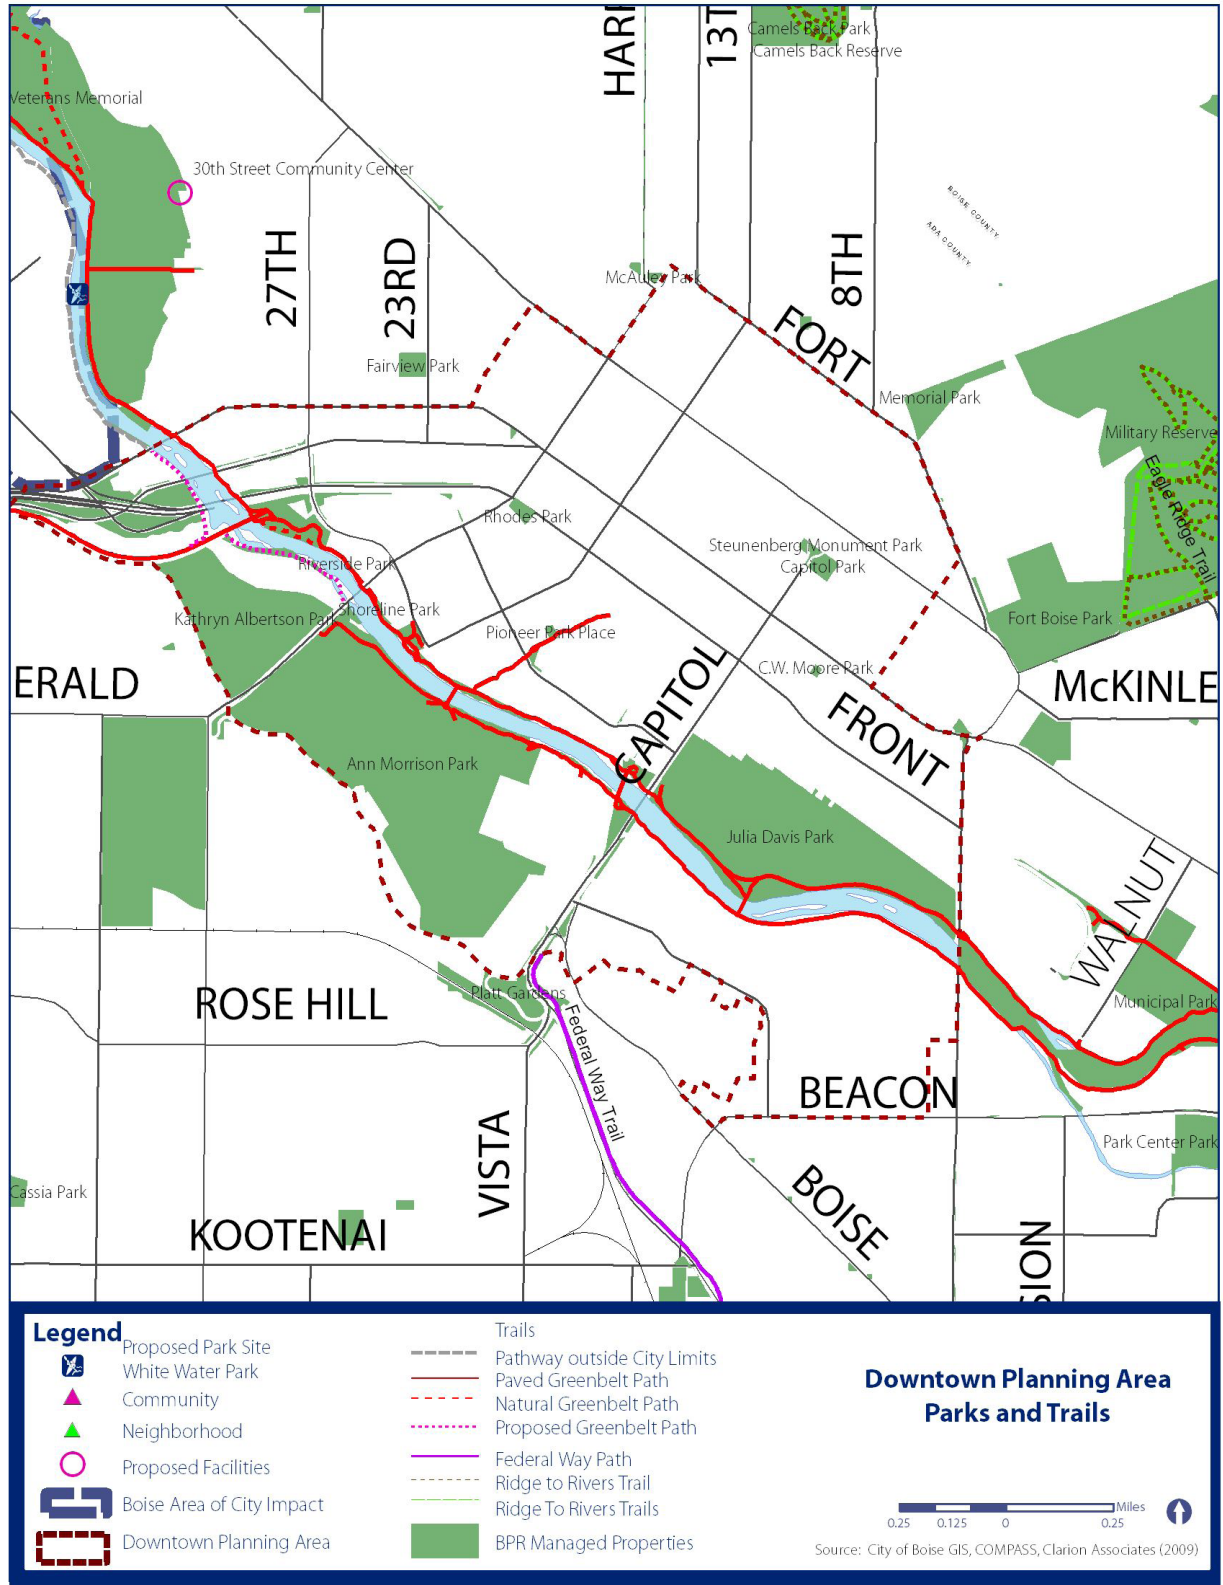 HARI
13T
Camels Back Park
Camels Back Reserve
Veterans Memorial
30th Street Community Center
BOISE COUNTY
ADA COUNTY
27TH
23RD
8TH
McAuley Park
FORT
Fairview Park
Memorial Park
Military Reserve
Eagle Ridge Trail
Rhodes Park
Steunenberg Monument Park
Capitol Park
Riverside Park
Shoreline Park
Kathryn Albertson Park
Pioneer Park Place
Fort Boise Park
C.W. Moore Park
ERALD
McKINLE
CAPITOL
FRONT
Ann Morrison Park
Julia Davis Park
WALNUT
ROSE HILL
Platt Gardens
Municipal Park
Federal Way Trail
BEACON
VISTA
Park Center Park
Cassia Park
BOISE
KOOTENAI
SION
Legend
Proposed Park Site
White Water Park
Community
Neighborhood
Proposed Facilities
Boise Area of City Impact
Downtown Planning Area
Trails
Pathway outside City Limits
Paved Greenbelt Path
Natural Greenbelt Path
Proposed Greenbelt Path
Federal Way Path
Ridge to Rivers Trail
Ridge To Rivers Trails
BPR Managed Properties
Downtown Planning Area
Parks and Trails
Miles
0.25 0.125 0 0.25
Source: City of Boise GIS, COMPASS, Clarion Associates (2009)